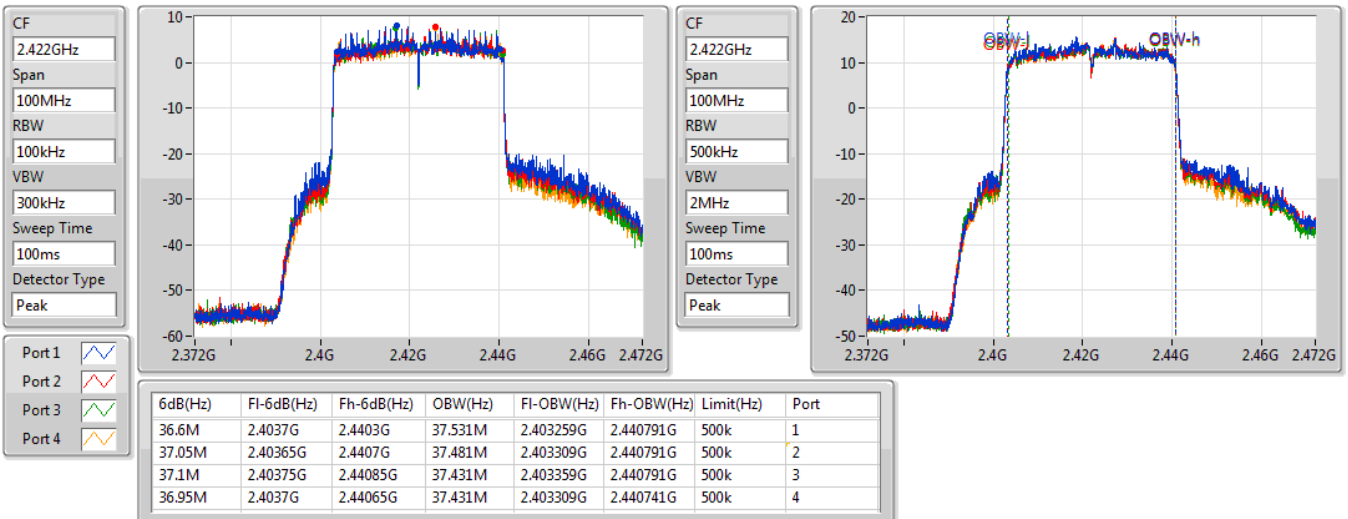 CF
2.422GHz
Span
100MHz
RBW
100kHz
VBW
300kHz
Sweep Time
100ms
Detector Type
Peak
10
0
-10
-20
-30
-40
-50
-60
2.372G 2.4G 2.42G 2.44G 2.46G 2.472G
CF
2.422GHz
Span
100MHz
RBW
500kHz
VBW
2MHz
Sweep Time
100ms
Detector Type
Peak
20
10
0
-10
-20
-30
-40
-50
OBW-l OBW-h
2.372G 2.4G 2.42G 2.44G 2.46G 2.472G
Port 1
Port 2
Port 3
Port 4
6dB(Hz) Fl-6dB(Hz) Fh-6dB(Hz) OBW(Hz) Fl-OBW(Hz) Fh-OBW(Hz) Limit(Hz) Port
36.6M 2.4037G 2.4403G 37.531M 2.403259G 2.440791G 500k 1
37.05M 2.40365G 2.4407G 37.481M 2.403309G 2.440791G 500k 2
37.1M 2.40375G 2.44085G 37.431M 2.403359G 2.440791G 500k 3
36.95M 2.4037G 2.44065G 37.431M 2.403309G 2.440741G 500k 4